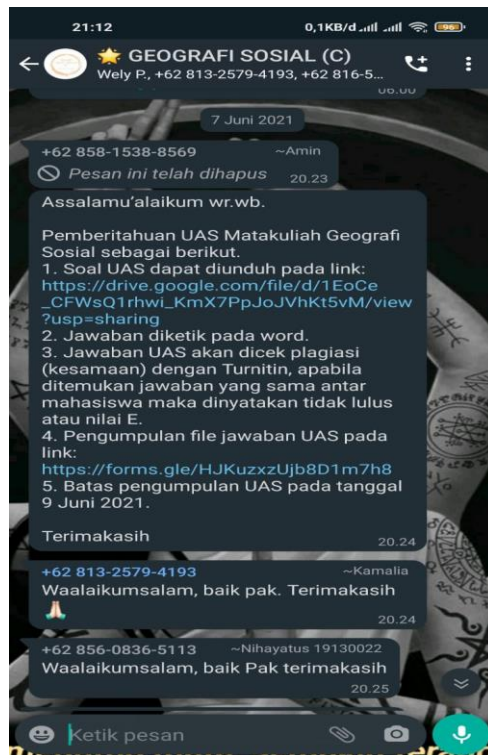 21:12
0,1KB/d
96
GEOGRAFI SOSIAL (C)
Wely P., +62 813-2579-4193, +62 816-5...
06.00
7 Juni 2021
+62 858-1538-8569 ~Amin
Pesan ini telah dihapus 20.23
Assalamu'alaikum wr.wb.
Pemberitahuan UAS Matakuliah Geografi
Sosial sebagai berikut.
1. Soal UAS dapat diunduh pada link:
https://drive.google.com/file/d/1EoCe
_CFWsQ1rhwi_KmX7PpJoJVhKt5vM/view
?usp=sharing
2. Jawaban diketik pada word.
3. Jawaban UAS akan dicek plagiasi
(kesamaan) dengan Turnitin, apabila
ditemukan jawaban yang sama antar
mahasiswa maka dinyatakan tidak lulus
atau nilai E.
4. Pengumpulan file jawaban UAS pada
link:
https://forms.gle/HJKuzxzUjb8D1m7h8
5. Batas pengumpulan UAS pada tanggal
9 Juni 2021.
Terimakasih
20.24
+62 813-2579-4193 ~Kamalia
Waalaikumsalam, baik pak. Terimakasih
🙏🏻
20.24
+62 856-0836-5113 ~Nihayatus 19130022
Waalaikumsalam, baik Pak terimakasih
20.25
Ketik pesan